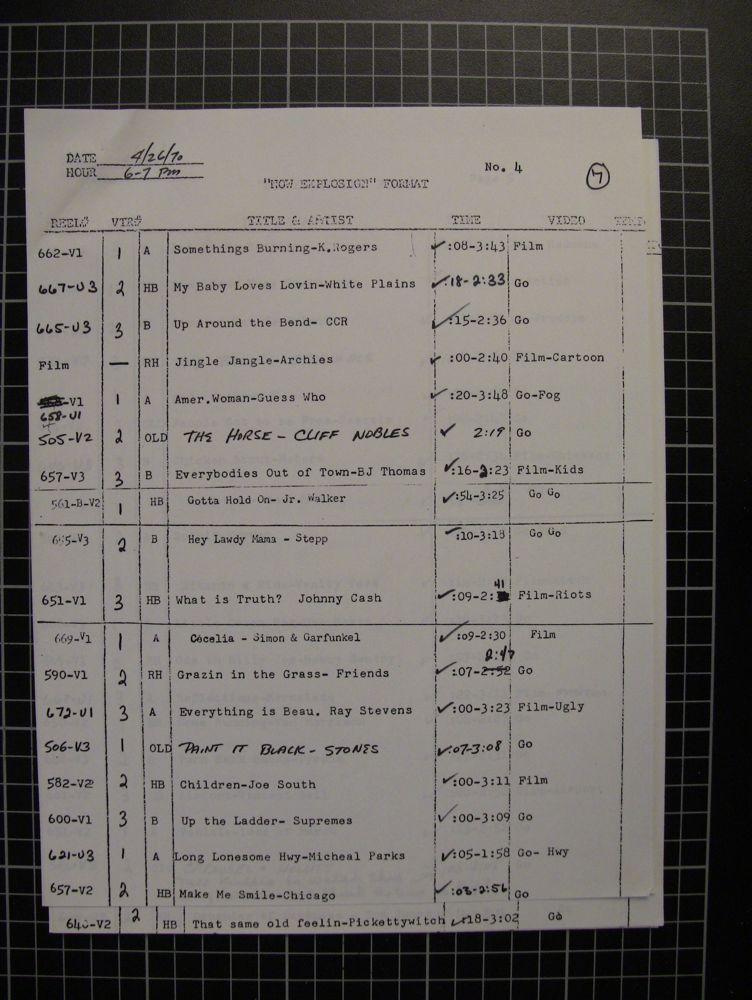 DATE 4/26/70
HOUR 6-7 Pm
No. 4 7
"NOW EXPLOSION" FORMAT
REEL# VTR# TITLE & ARTIST TIME VIDEO
662-V1 1 A Somethings Burning-K.Rogers ✓:08-3:43 Film
667-V3 2 HB My Baby Loves Lovin-White Plains ✓:18-2:33 Go
665-V3 3 B Up Around the Bend- CCR ✓:15-2:36 Go
Film — RH Jingle Jangle-Archies ✓ :00-2:40 Film-Cartoon
-V1 1 A Amer.Woman-Guess Who ✓:20-3:48 Go-Fog
658-V1
505-V2 2 OLD THE HORSE - CLIFF NOBLES ✓ 2:19 Go
657-V3 3 B Everybodies Out of Town-BJ Thomas ✓:16-2:23 Film-Kids
561-B-V2 1 HB Gotta Hold On- Jr. Walker ✓:54-3:25 Go Go
-V3 2 B Hey Lawdy Mama - Stepp ✓:10-3:18 Go Go
41
651-V1 3 HB What is Truth? Johnny Cash ✓:09-2: Film-Riots
669-V1 1 A Cecelia - Simon & Garfunkel ✓:09-2:30 Film
2:47
590-V1 2 RH Grazin in the Grass- Friends ✓:07-2:52 Go
672-V1 3 A Everything is Beau. Ray Stevens ✓:00-3:23 Film-Ugly
506-V3 1 OLD PAINT IT BLACK - STONES ✓:07-3:08 Go
582-V2 2 HB Children-Joe South ✓:00-3:11 Film
600-V1 3 B Up the Ladder- Supremes ✓:00-3:09 Go
621-V3 1 A Long Lonesome Hwy-Micheal Parks ✓:05-1:58 Go- Hwy
657-V2 2 HB Make Me Smile-Chicago ✓:03-2:56 Go
2 HB That same old feelin-Pickettywitch ✓:18-3:02 Go